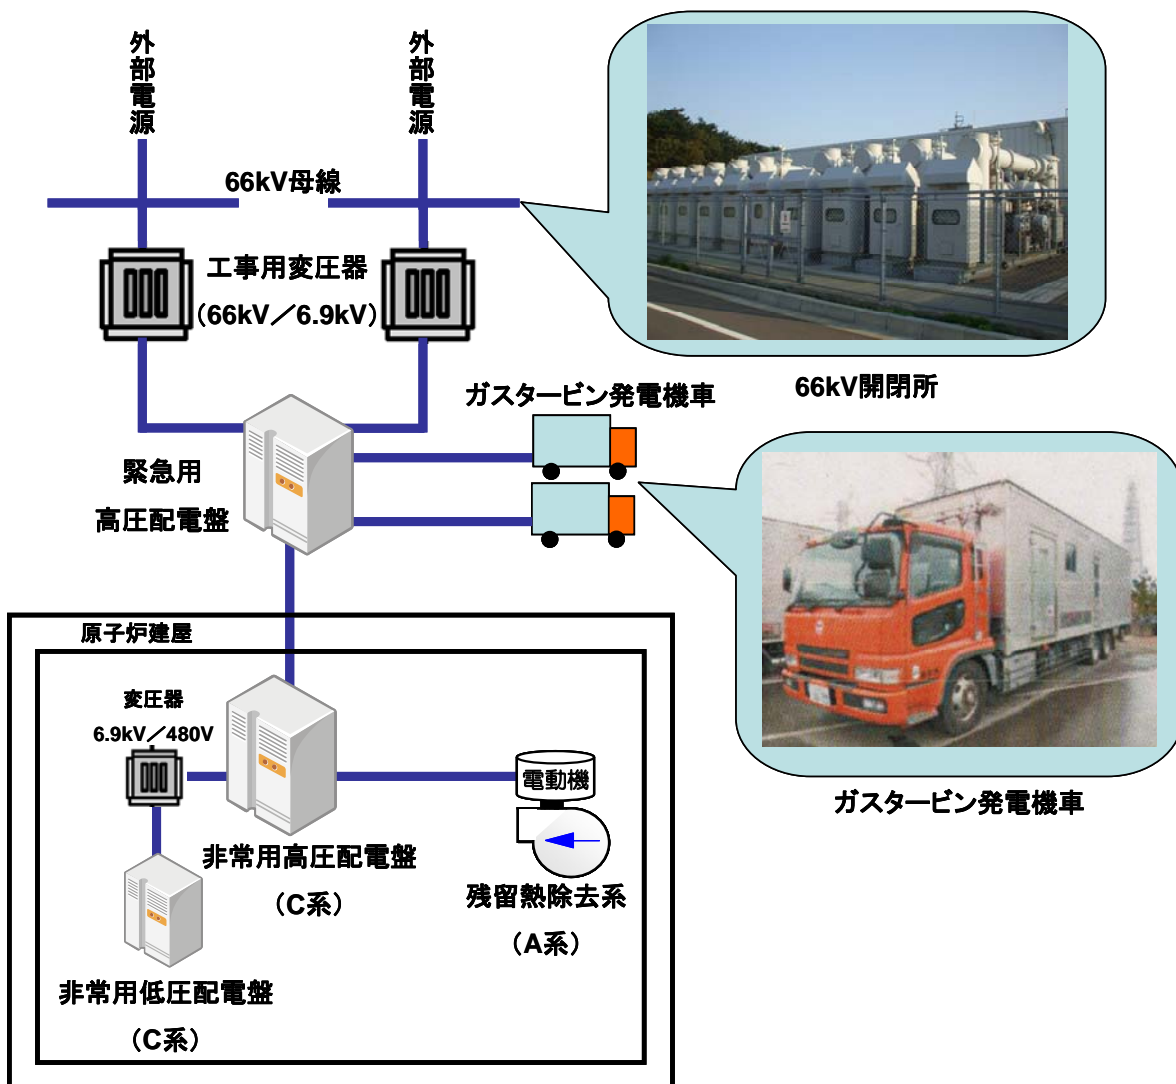 外部電源
外部電源
66kV母線
工事用変圧器
（66kV／6.9kV）
66kV開閉所
ガスタービン発電機車
緊急用
高圧配電盤
ガスタービン発電機車
原子炉建屋
変圧器
6.9kV／480V
電動機
非常用高圧配電盤
（C系）
残留熱除去系
（A系）
非常用低圧配電盤
（C系）